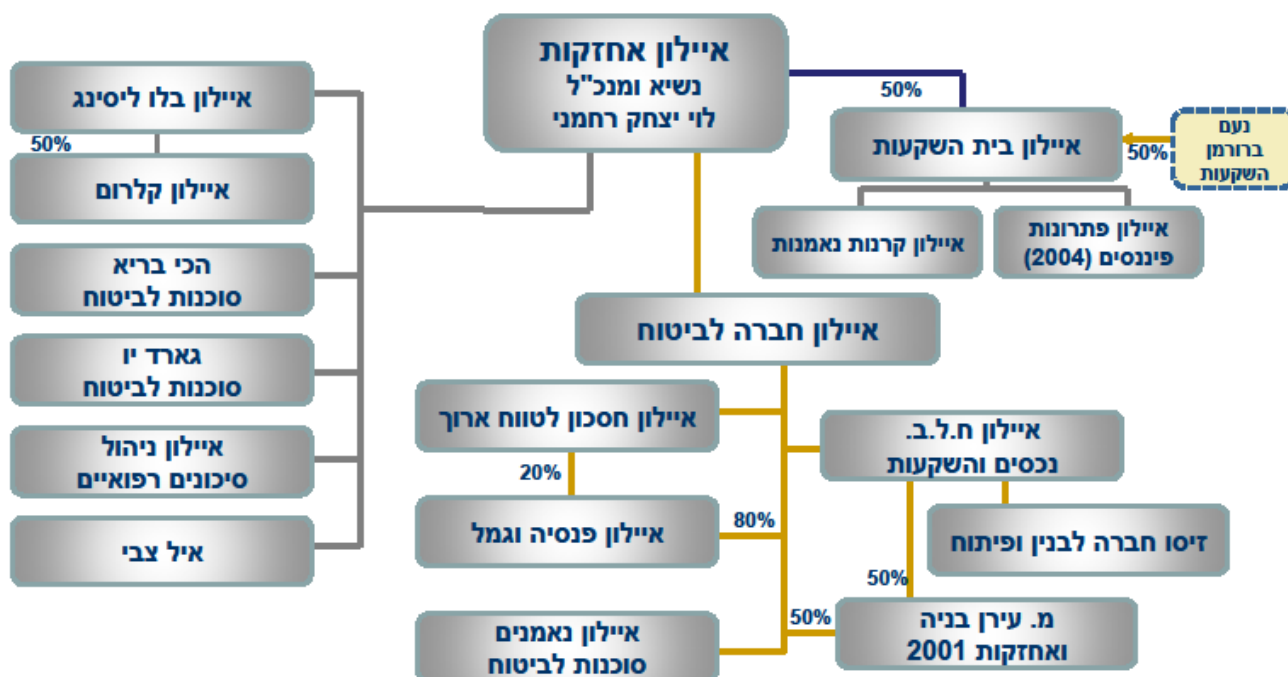 איילון אחזקות
נשיא ומנכ"ל
לוי יצחק רחמני
50%
איילון בית השקעות
50%
נעם
ברורמן
השקעות
איילון פתרונות
פיננסים (2004)
איילון קרנות נאמנות
איילון בלו ליסינג
50%
איילון קלרום
הכי בריא
סוכנות לביטוח
גארד יו
סוכנות לביטוח
איילון ניהול
סיכונים רפואיים
איל צבי
איילון חברה לביטוח
איילון ח.ל.ב.
נכסים והשקעות
זיסו חברה לבנין ופיתוח
50%
מ. עירן בניה
ואחזקות 2001
50%
איילון חסכון לטווח ארוך
20%
איילון פנסיה וגמל
80%
איילון נאמנים
סוכנות לביטוח